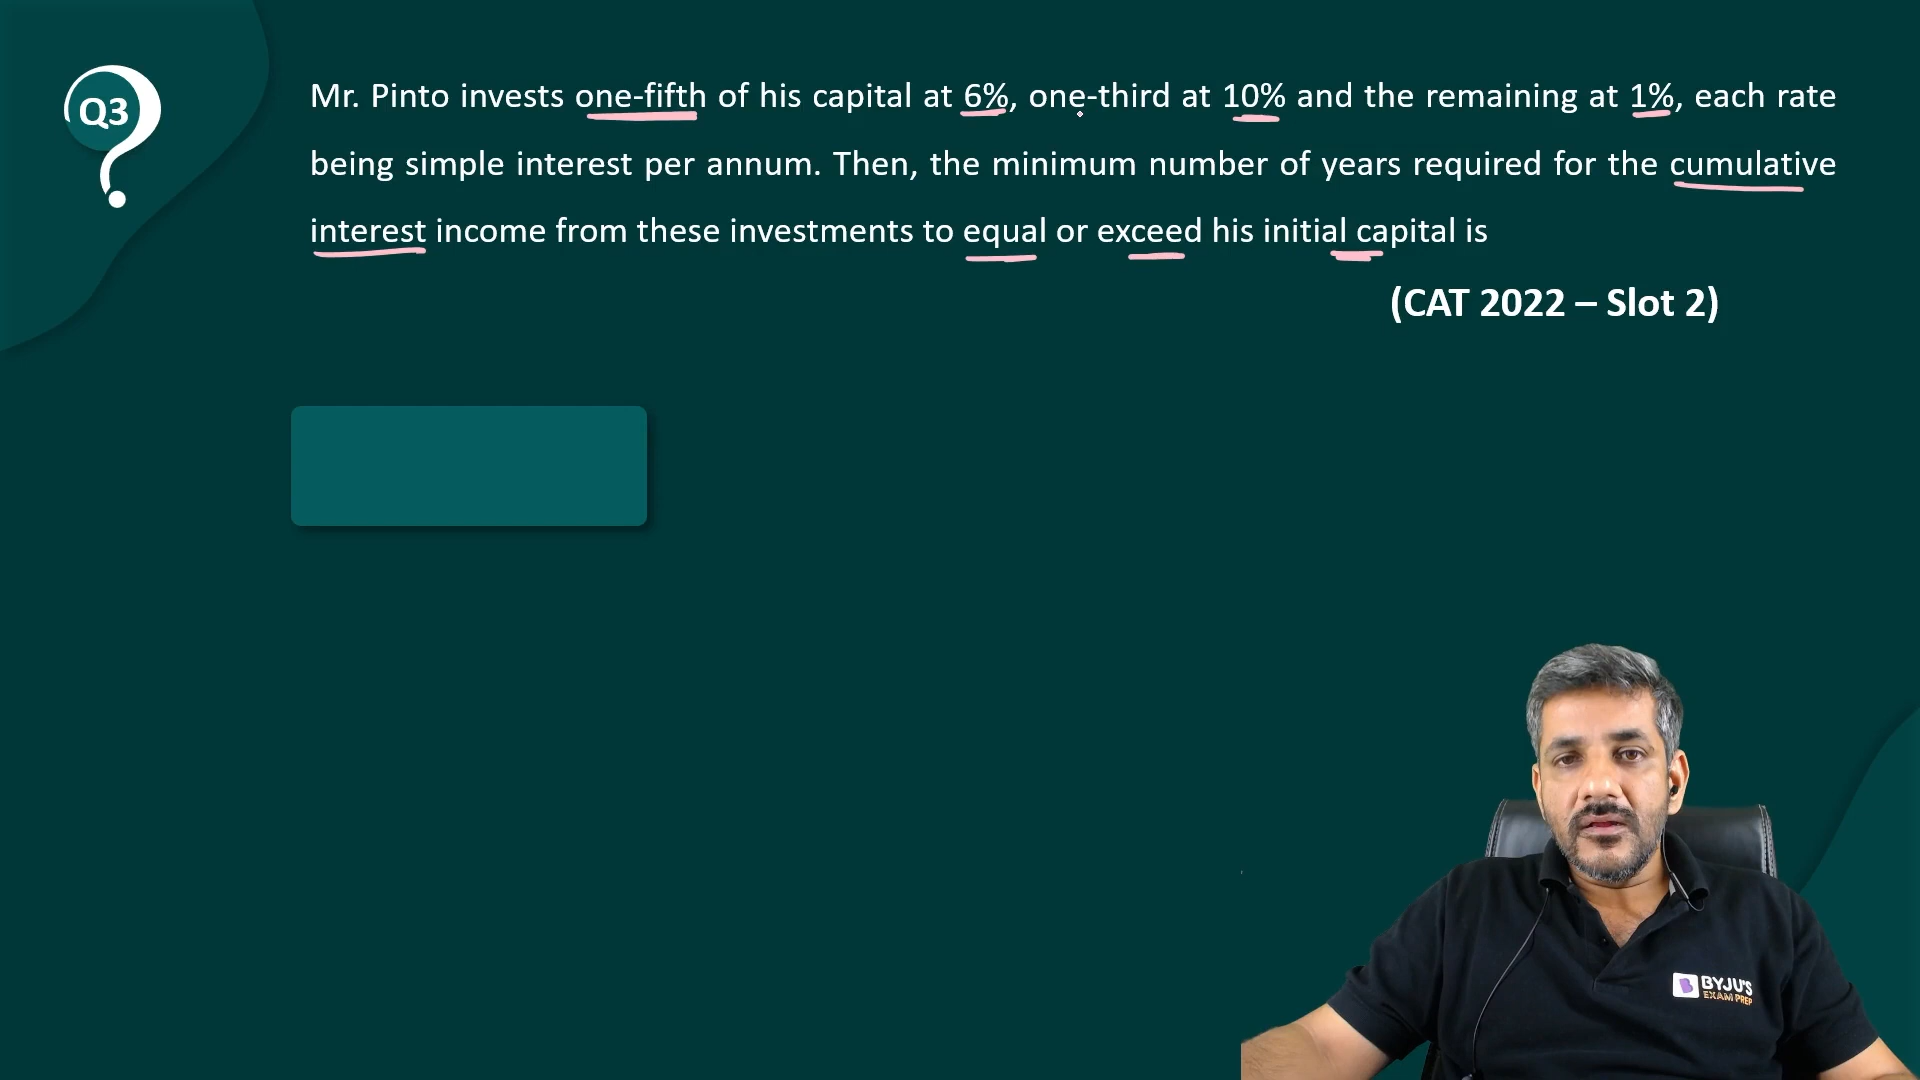 Q3
Mr. Pinto invests one-fifth of his capital at 6%, one-third at 10% and the remaining at 1%, each rate
being simple interest per annum. Then, the minimum number of years required for the cumulative
interest income from these investments to equal or exceed his initial capital is
(CAT 2022 – Slot 2)
BYJU'S
EXAM PREP